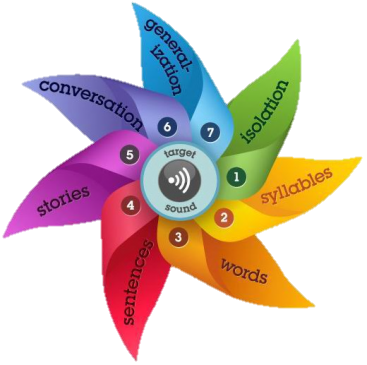 target
sound
1
isolation
2
syllables
3
words
4
sentences
5
stories
6
conversation
7
general-
ization